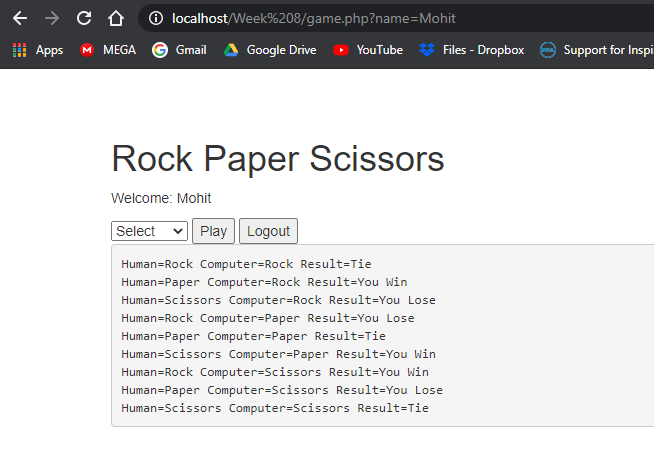 localhost/Week%208/game.php?name=Mohit
Apps MEGA Gmail Google Drive YouTube Files - Dropbox Support for Inspi
Rock Paper Scissors
Welcome: Mohit
Select Play Logout
Human=Rock Computer=Rock Result=Tie
Human=Paper Computer=Rock Result=You Win
Human=Scissors Computer=Rock Result=You Lose
Human=Rock Computer=Paper Result=You Lose
Human=Paper Computer=Paper Result=Tie
Human=Scissors Computer=Paper Result=You Win
Human=Rock Computer=Scissors Result=You Win
Human=Paper Computer=Scissors Result=You Lose
Human=Scissors Computer=Scissors Result=Tie